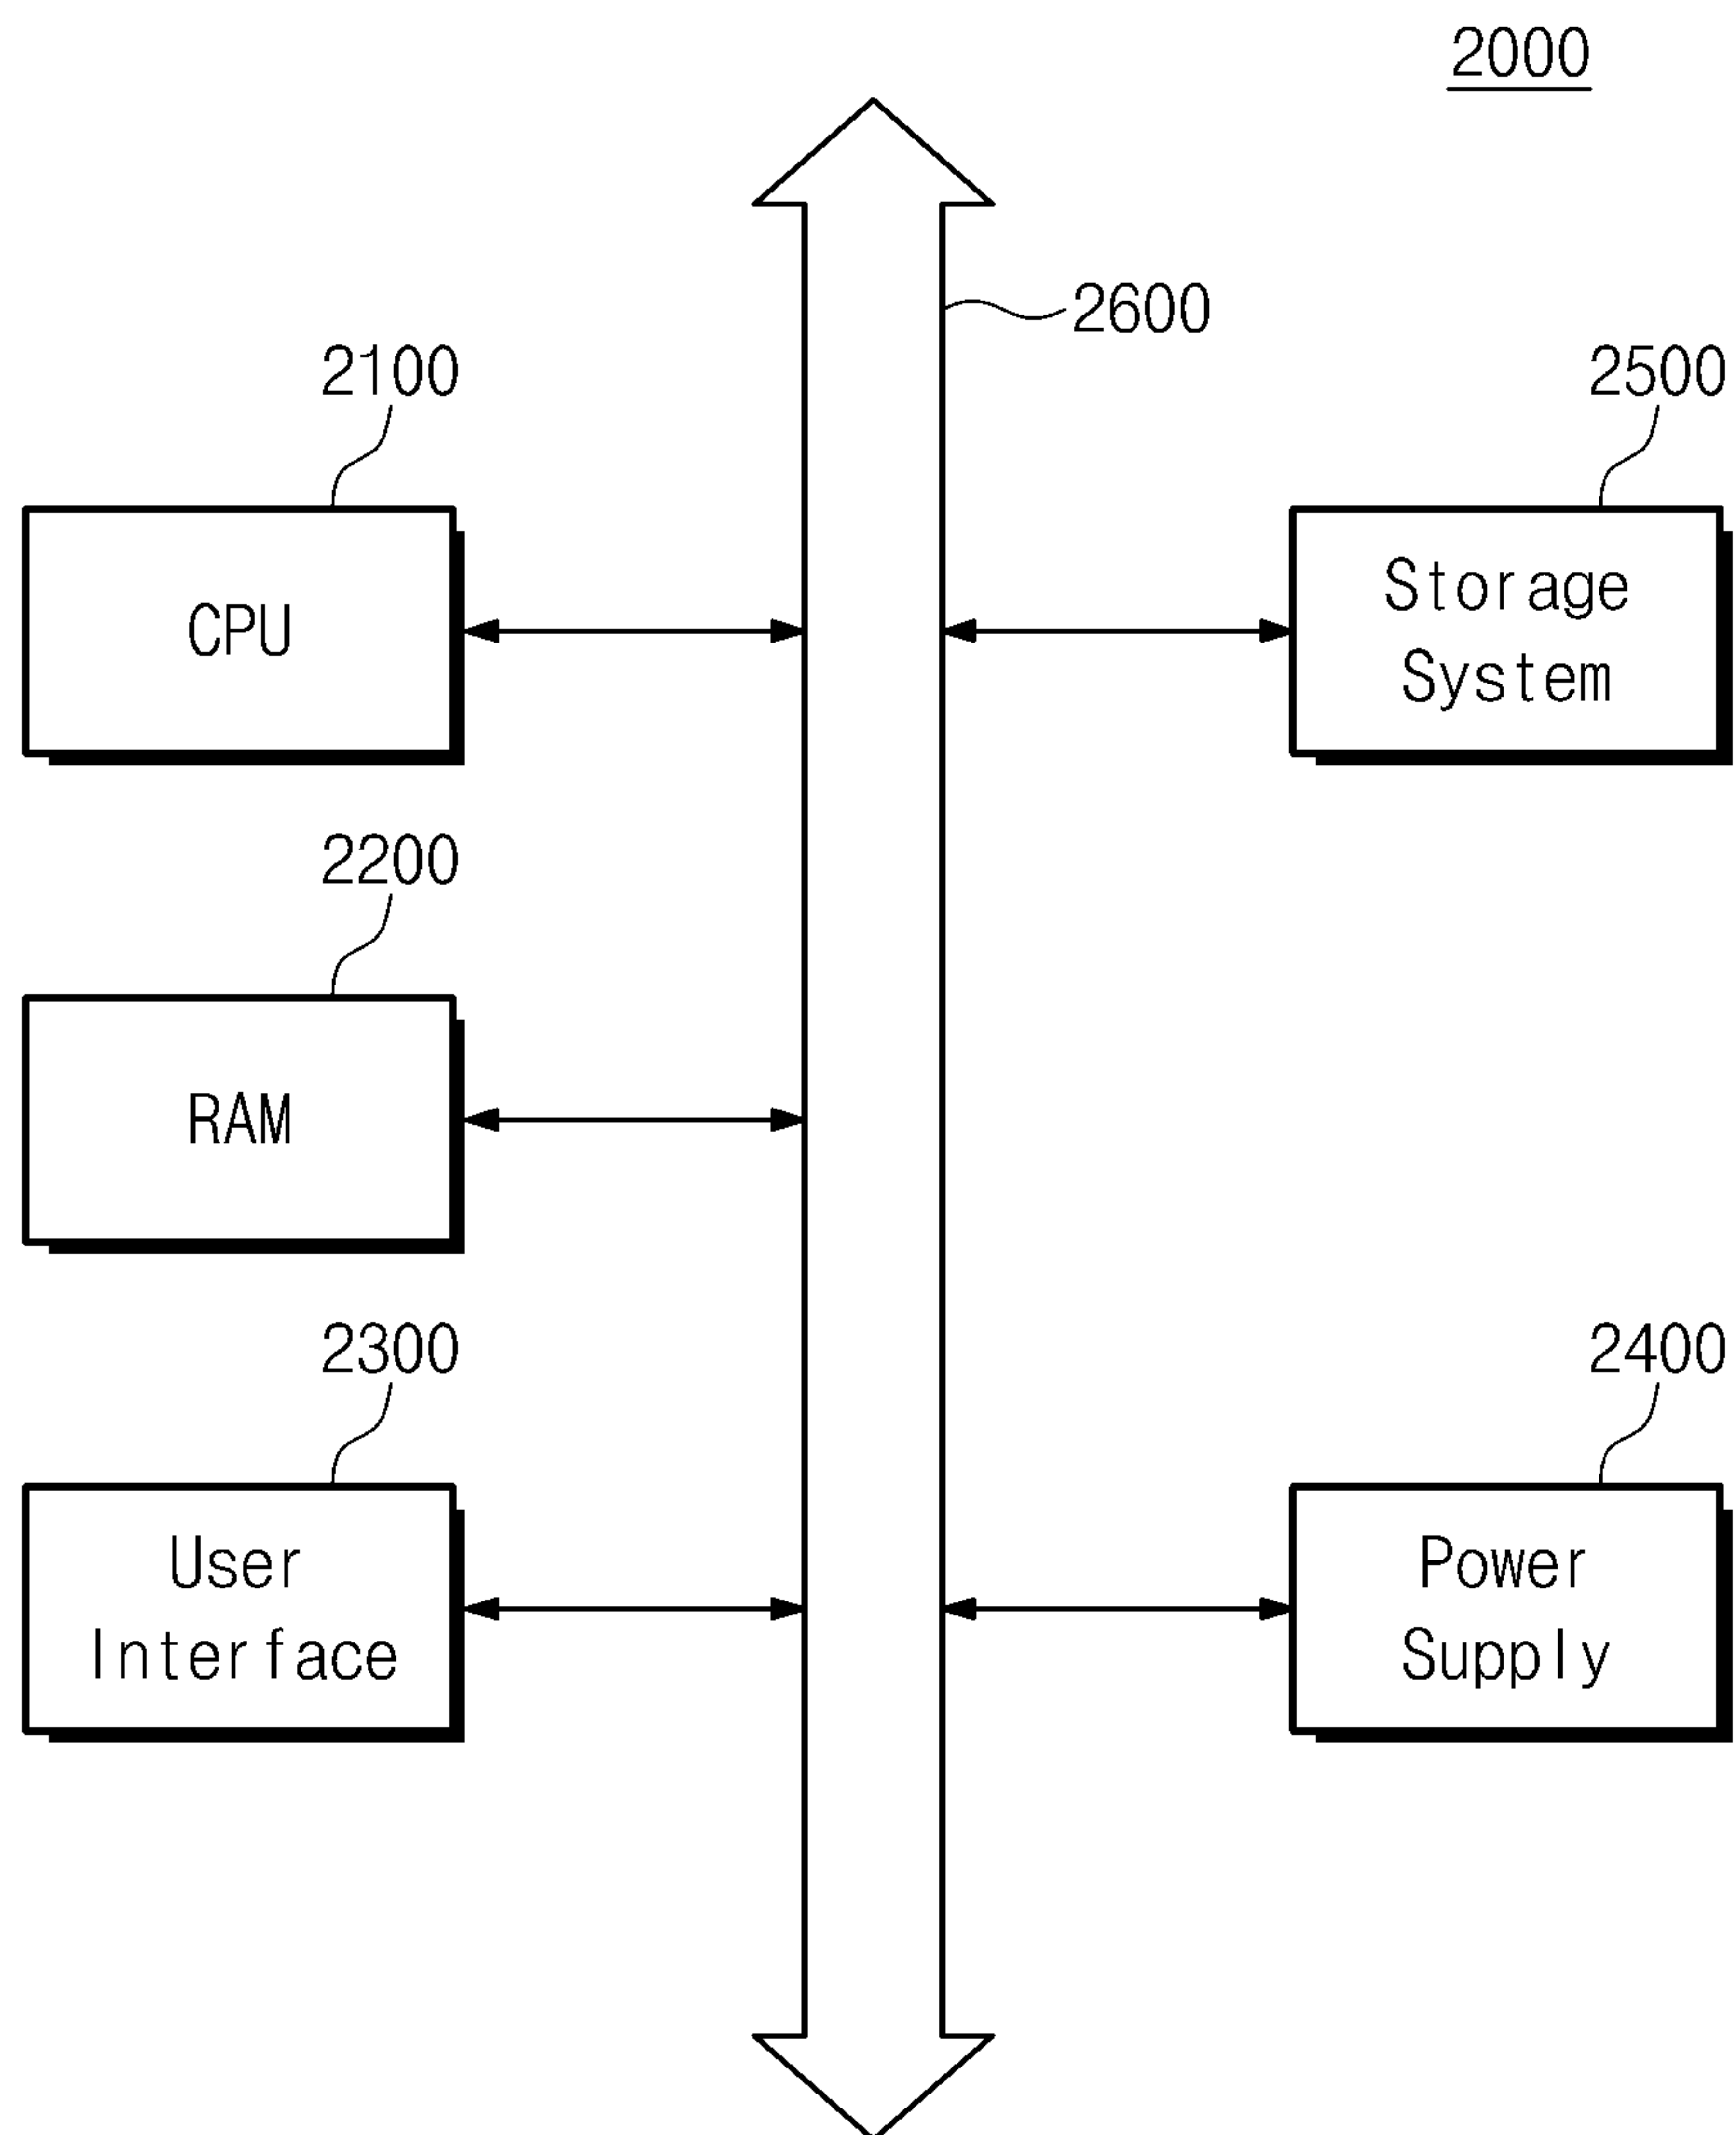 2000
2600
2100
2500
CPU
Storage
System
2200
RAM
2300
2400
User
Interface
Power
Supply